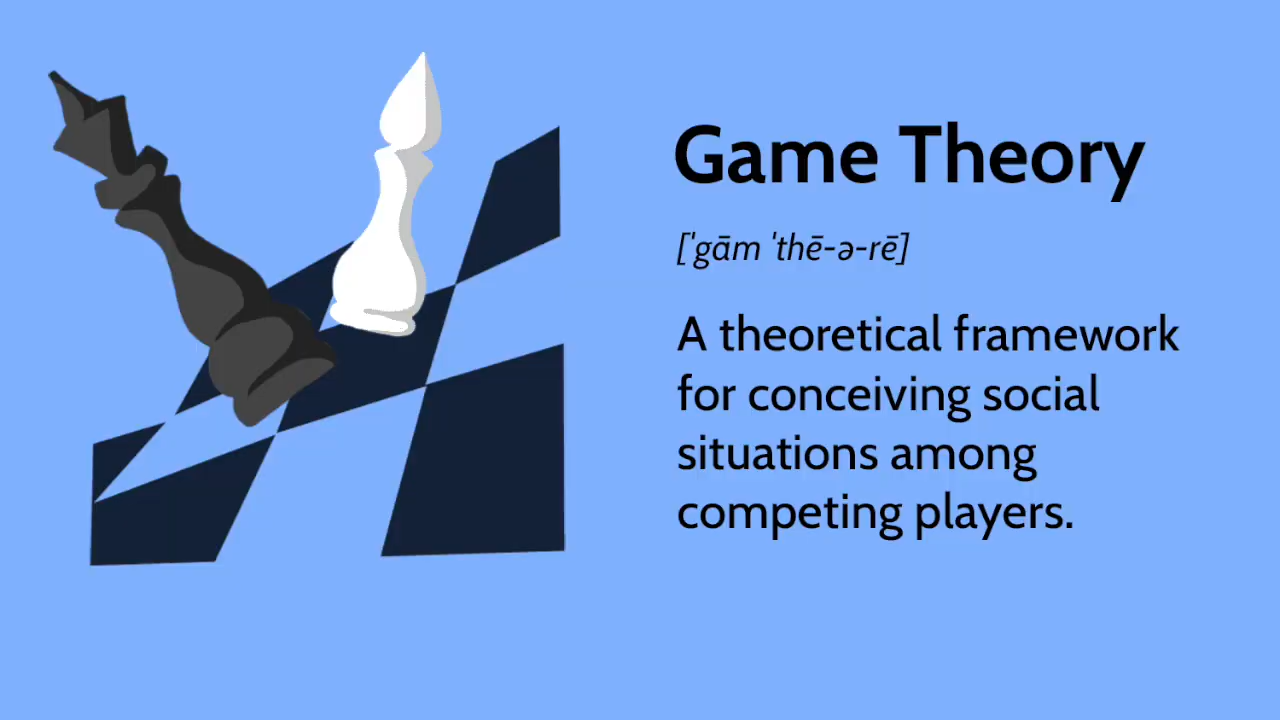 Game Theory
[ˈgām ˈthē-ə-rē]
A theoretical framework
for conceiving social
situations among
competing players.